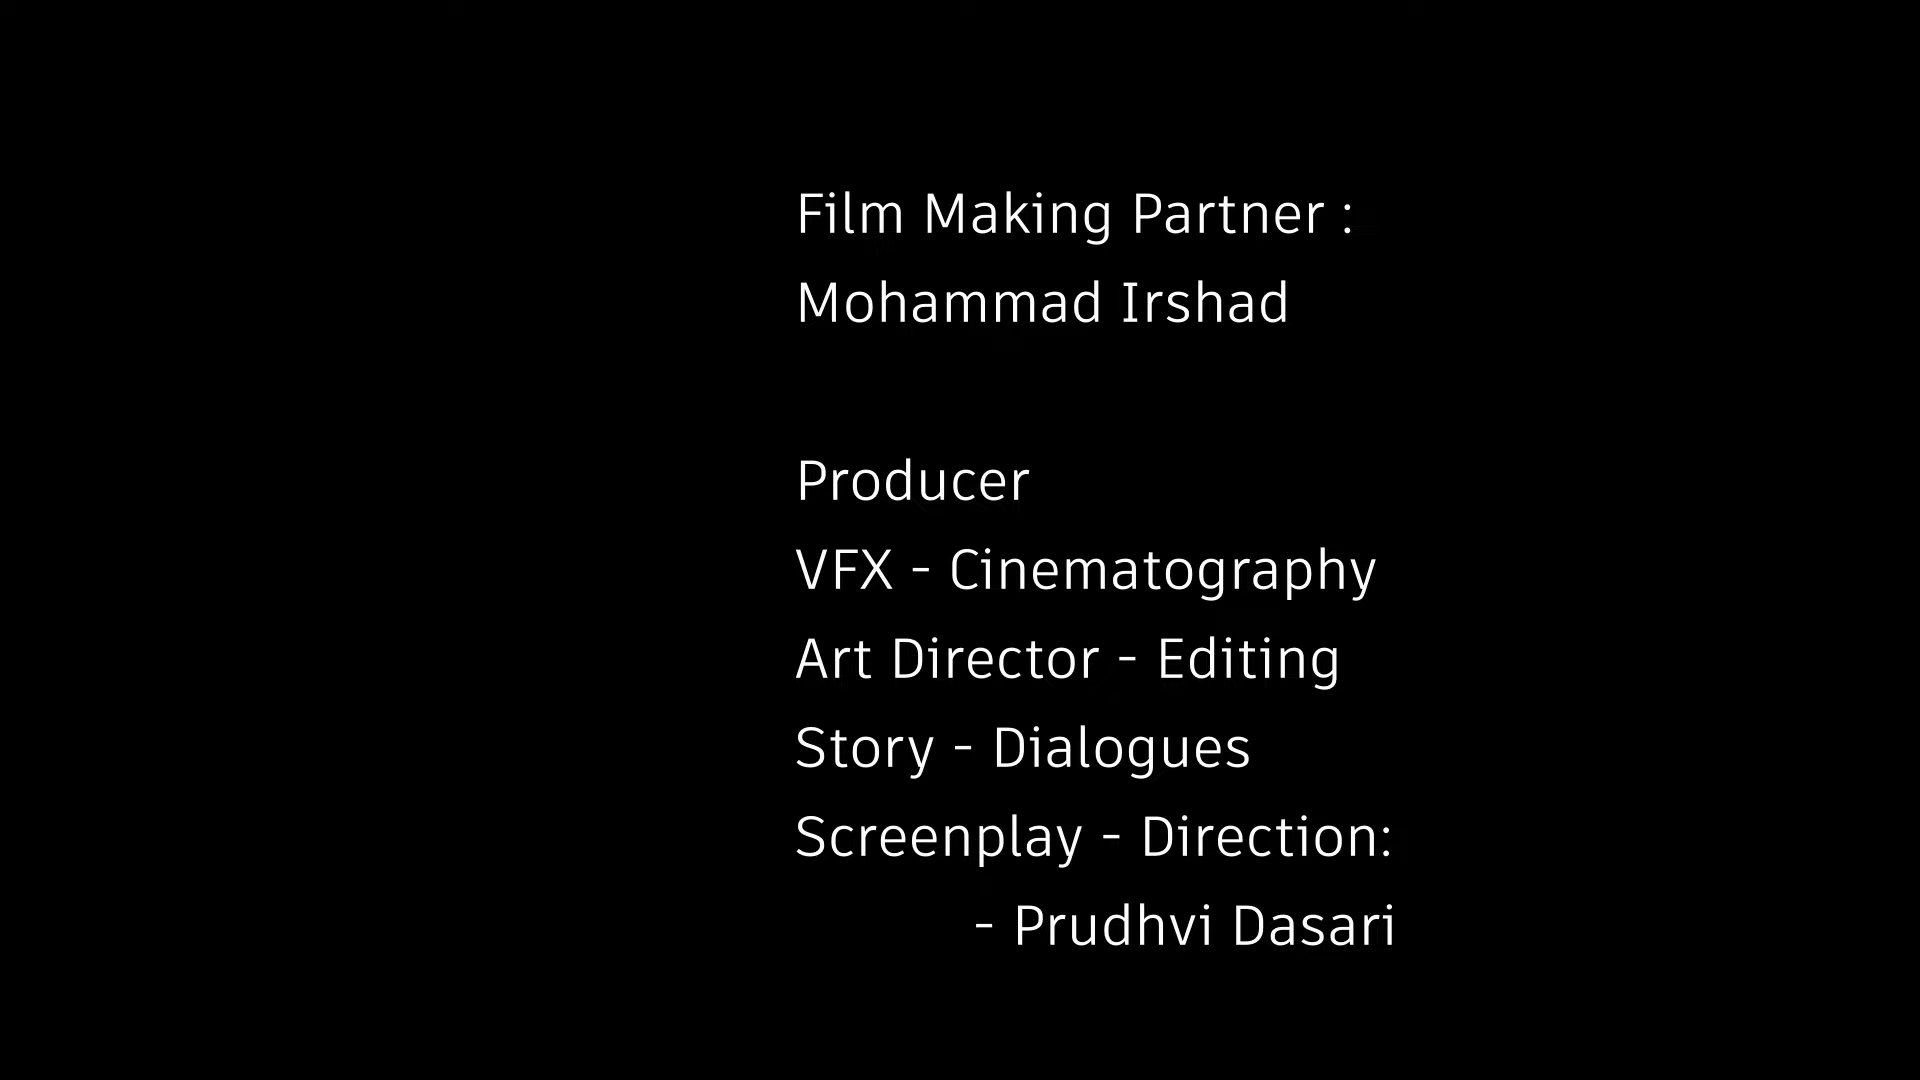 Film Making Partner :
Mohammad Irshad
Producer
VFX - Cinematography
Art Director - Editing
Story - Dialogues
Screenplay - Direction:
- Prudhvi Dasari